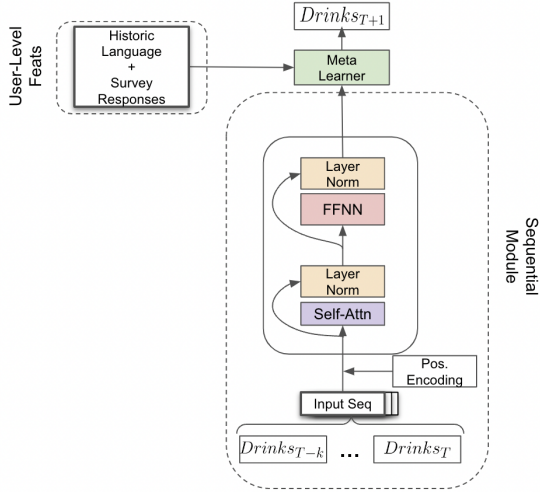 Drinks_{T+1}
User-Level
Feats
Historic
Language
+
Survey
Responses
Meta
Learner
Layer
Norm
FFNN
Layer
Norm
Self-Attn
Sequential
Module
Pos.
Encoding
Input Seq
Drinks_{T-k} ... Drinks_T